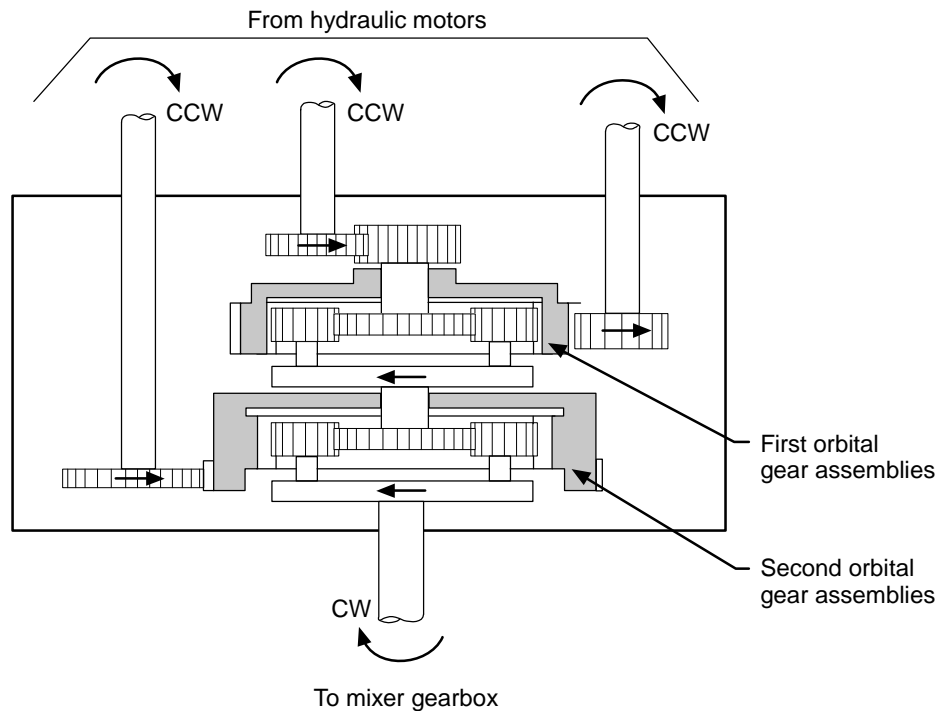 From hydraulic motors
CCW
CCW
CCW
First orbital
gear assemblies
Second orbital
gear assemblies
CW
To mixer gearbox